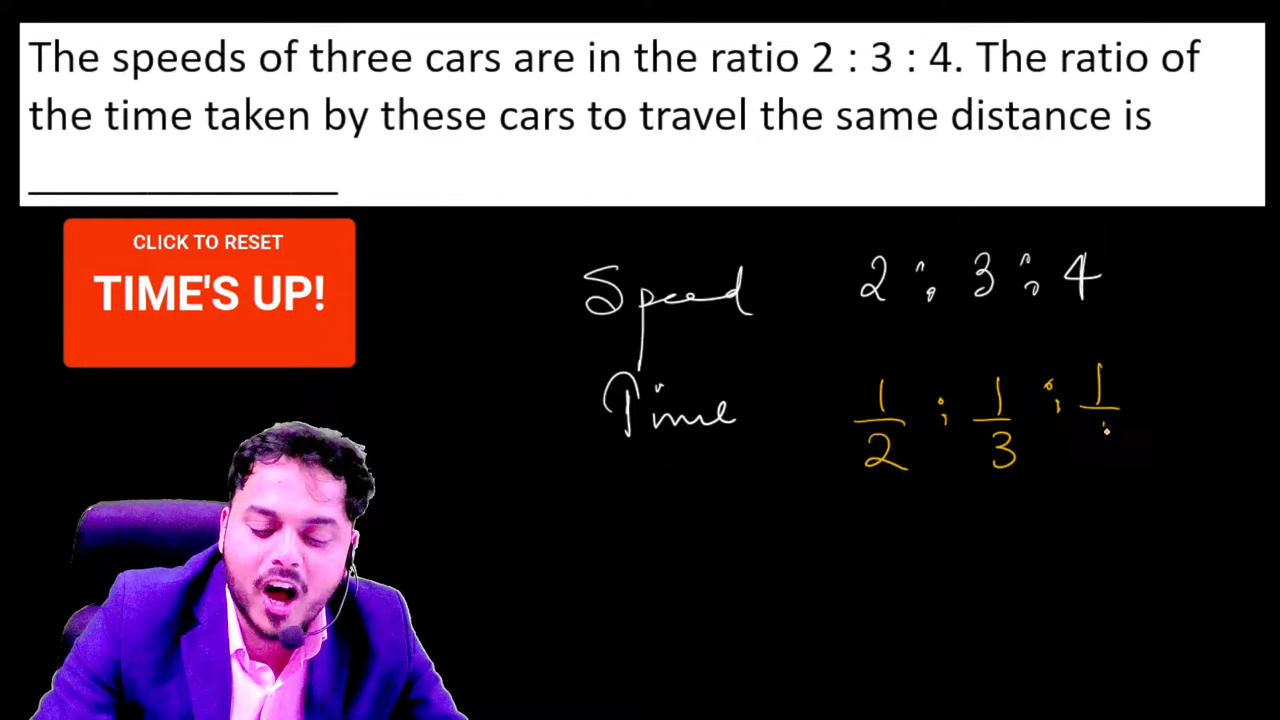 The speeds of three cars are in the ratio 2 : 3 : 4. The ratio of
the time taken by these cars to travel the same distance is
_______________
CLICK TO RESET
TIME'S UP!
Speed 2 : 3 : 4
Time 1/2 : 1/3 : 1/